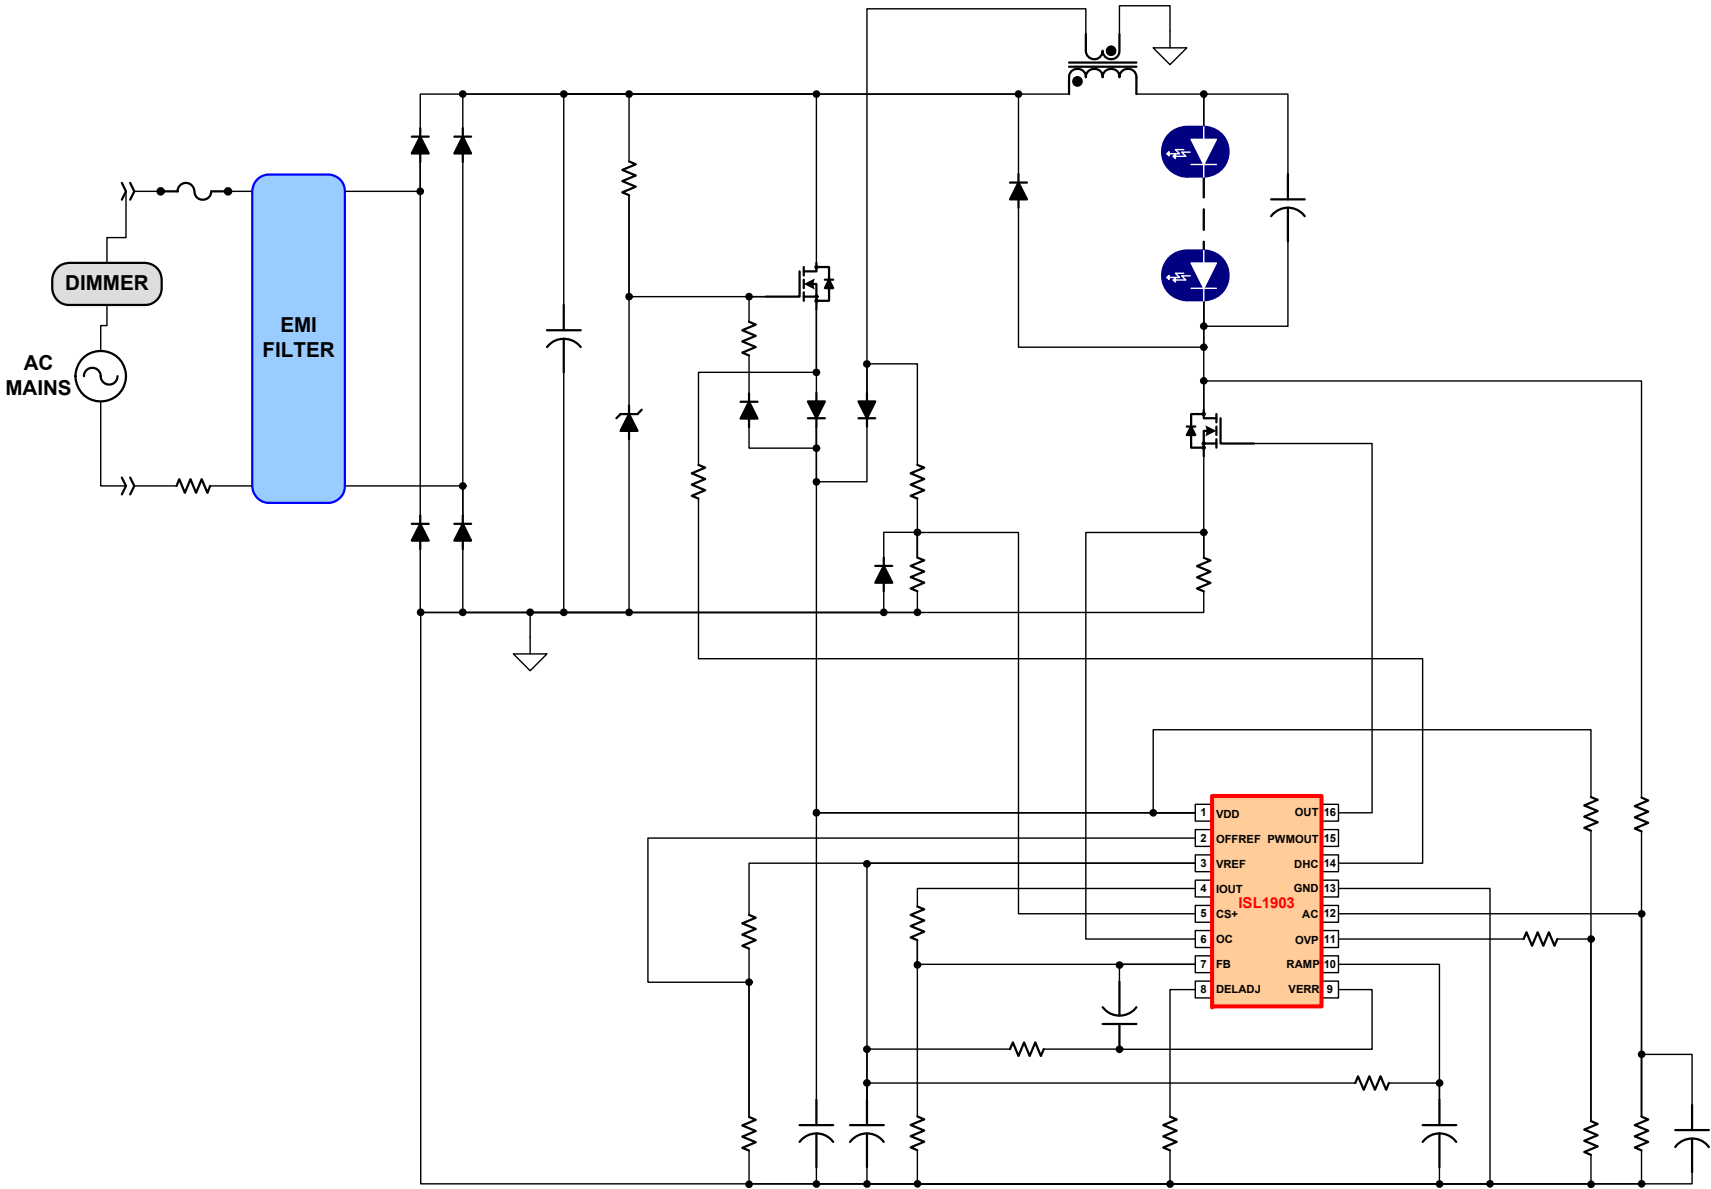 DIMMER
AC
MAINS
EMI
FILTER
1 VDD
OUT 16
2 OFFREF
PWMOUT 15
3 VREF
DHC 14
4 IOUT
GND 13
ISL1903
5 CS+
AC 12
6 OC
OVP 11
7 FB
RAMP 10
8 DELADJ
VERR 9